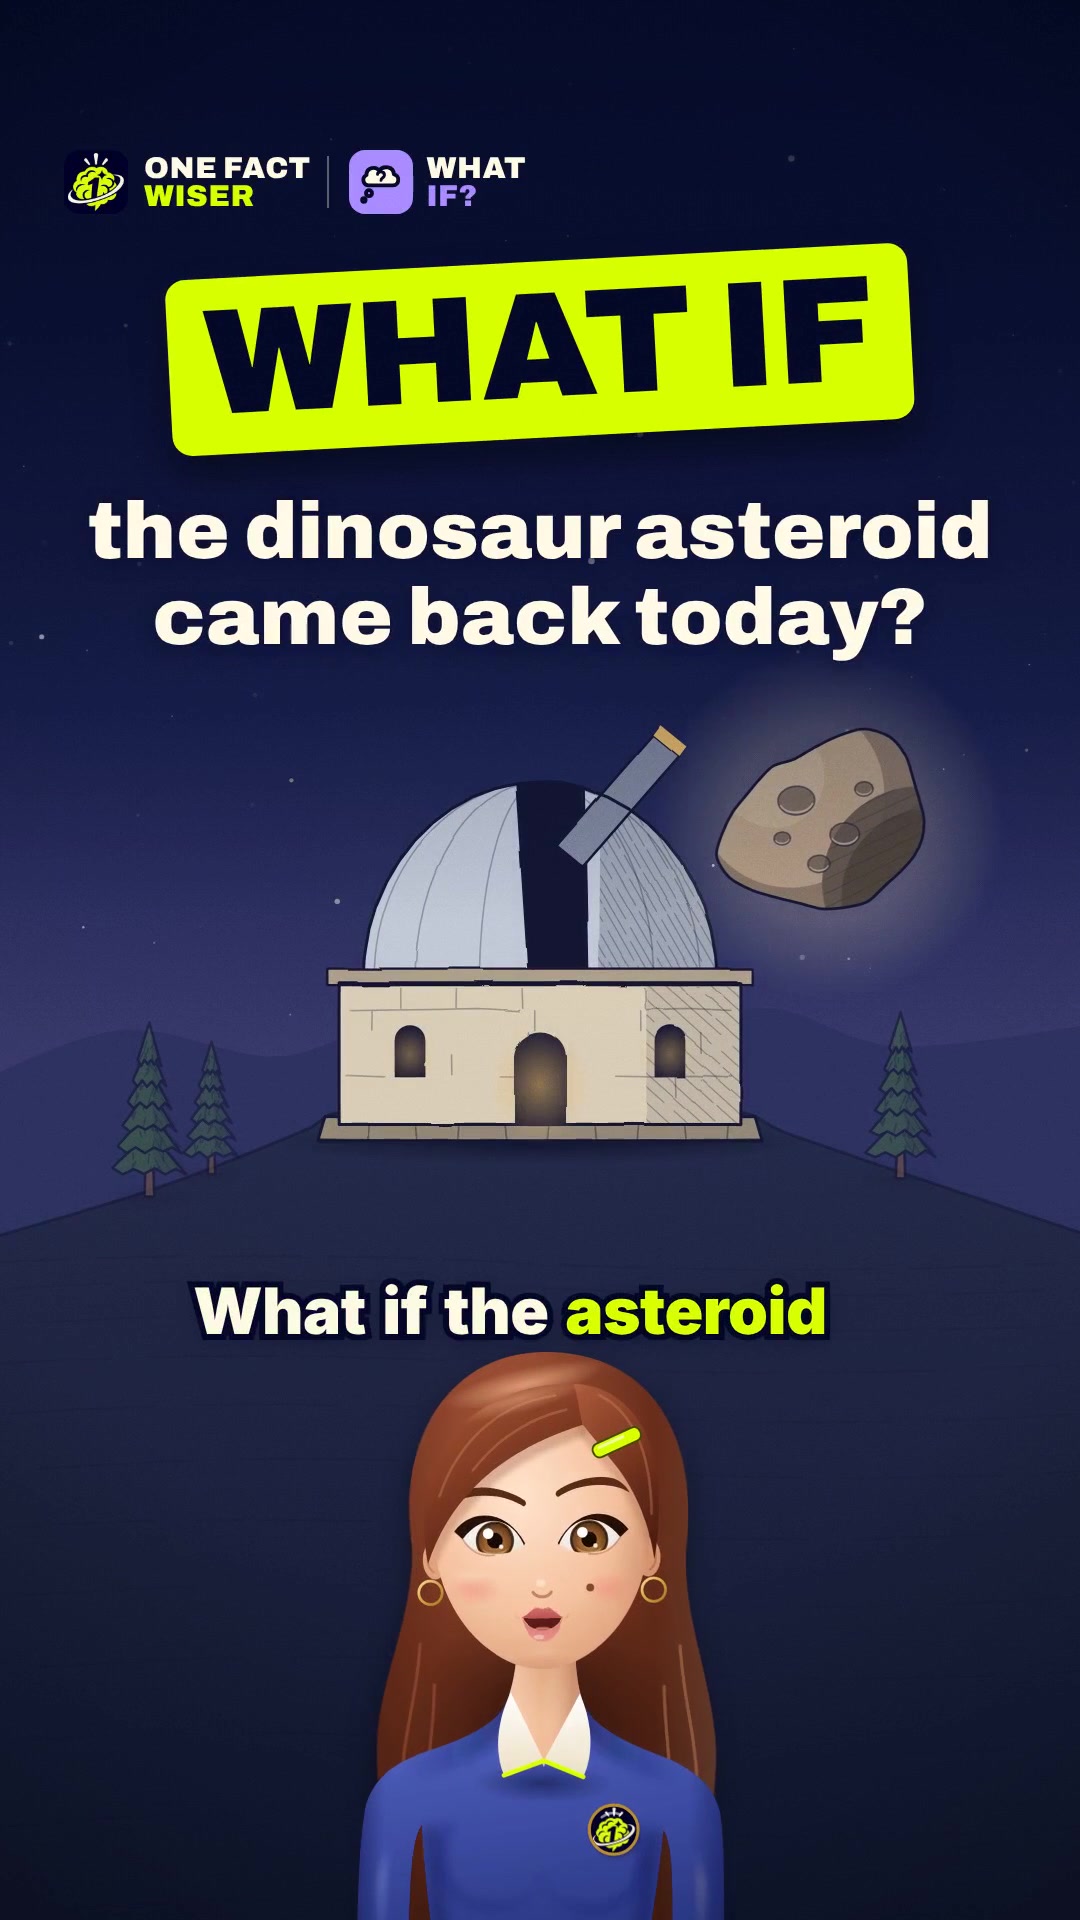 ONE FACT
WISER
WHAT
IF?
WHAT IF
the dinosaur asteroid
came back today?
What if the asteroid